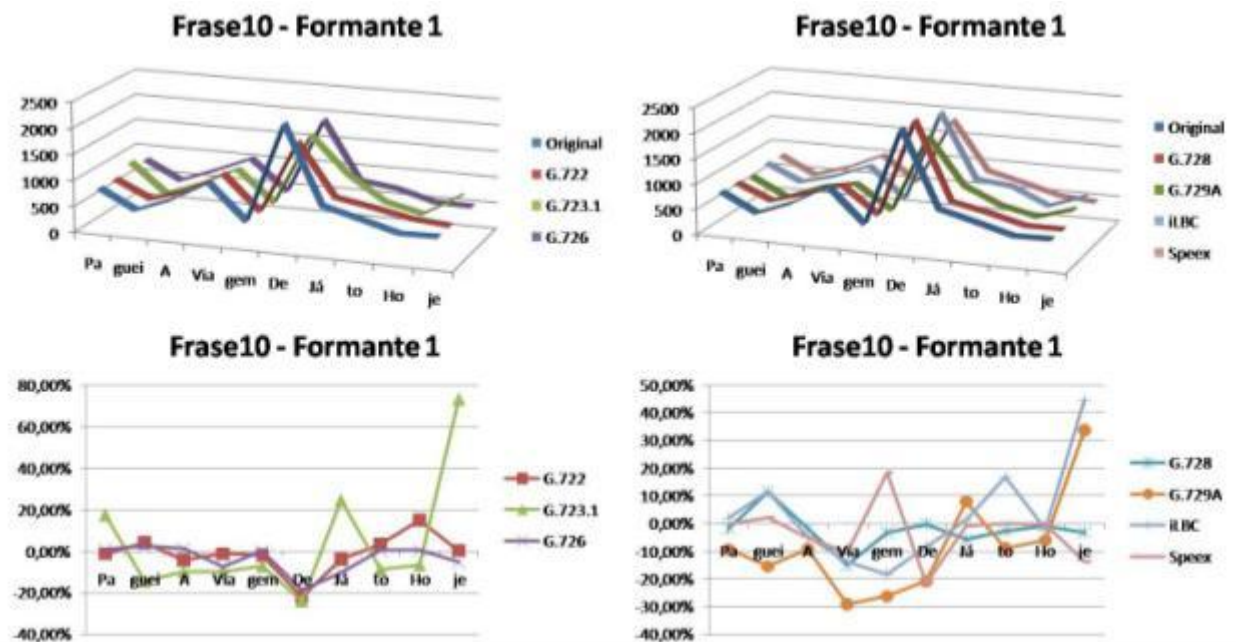 Frase10 - Formante 1
2500
2000
1500
1000
500
0
Pa guei A Via gem De Já to Ho je
Original
G.722
G.723.1
G.726
Frase10 - Formante 1
2500
2000
1500
1000
500
0
Pa guei A Via gem De Já to Ho je
Original
G.728
G.729A
iLBC
Speex
Frase10 - Formante 1
80,00%
60,00%
40,00%
20,00%
0,00%
-20,00%
-40,00%
Pa guei A Via gem De Já to Ho je
G.722
G.723.1
G.726
Frase10 - Formante 1
50,00%
40,00%
30,00%
20,00%
10,00%
0,00%
-10,00%
-20,00%
-30,00%
-40,00%
Pa guei A Via gem De Já to Ho je
G.728
G.729A
iLBC
Speex